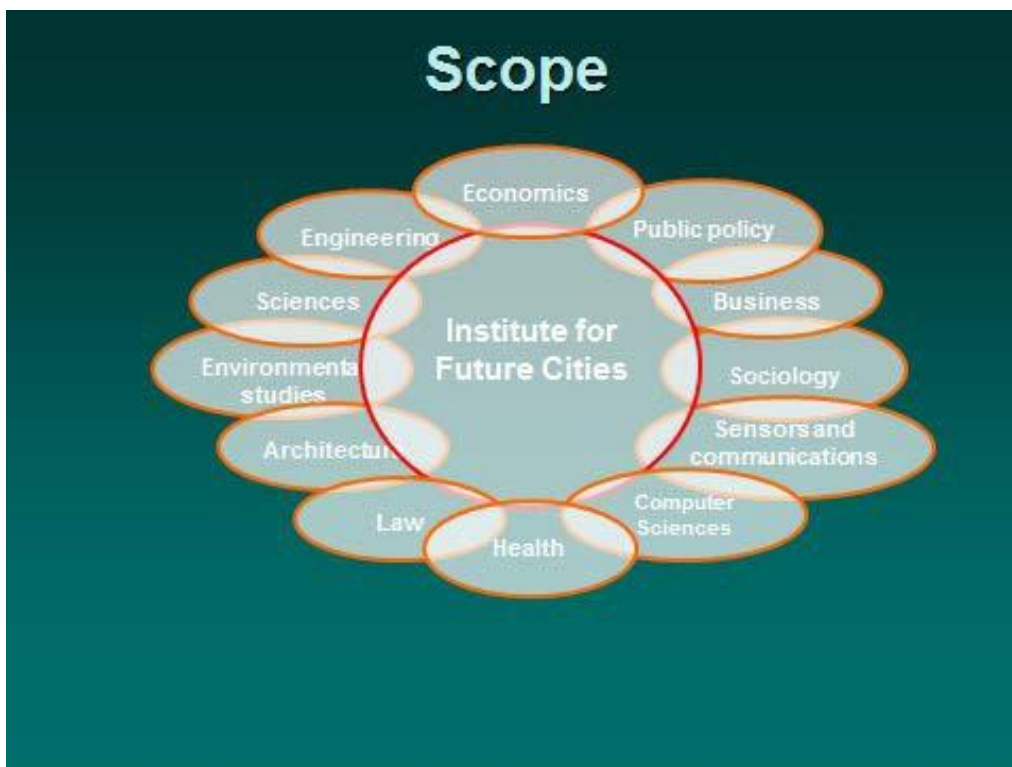 Scope
Economics
Public policy
Engineering
Business
Sciences
Institute for
Future Cities
Sociology
Environmenta
studies
Sensors and
communications
Architectur
Computer
Sciences
Law
Health